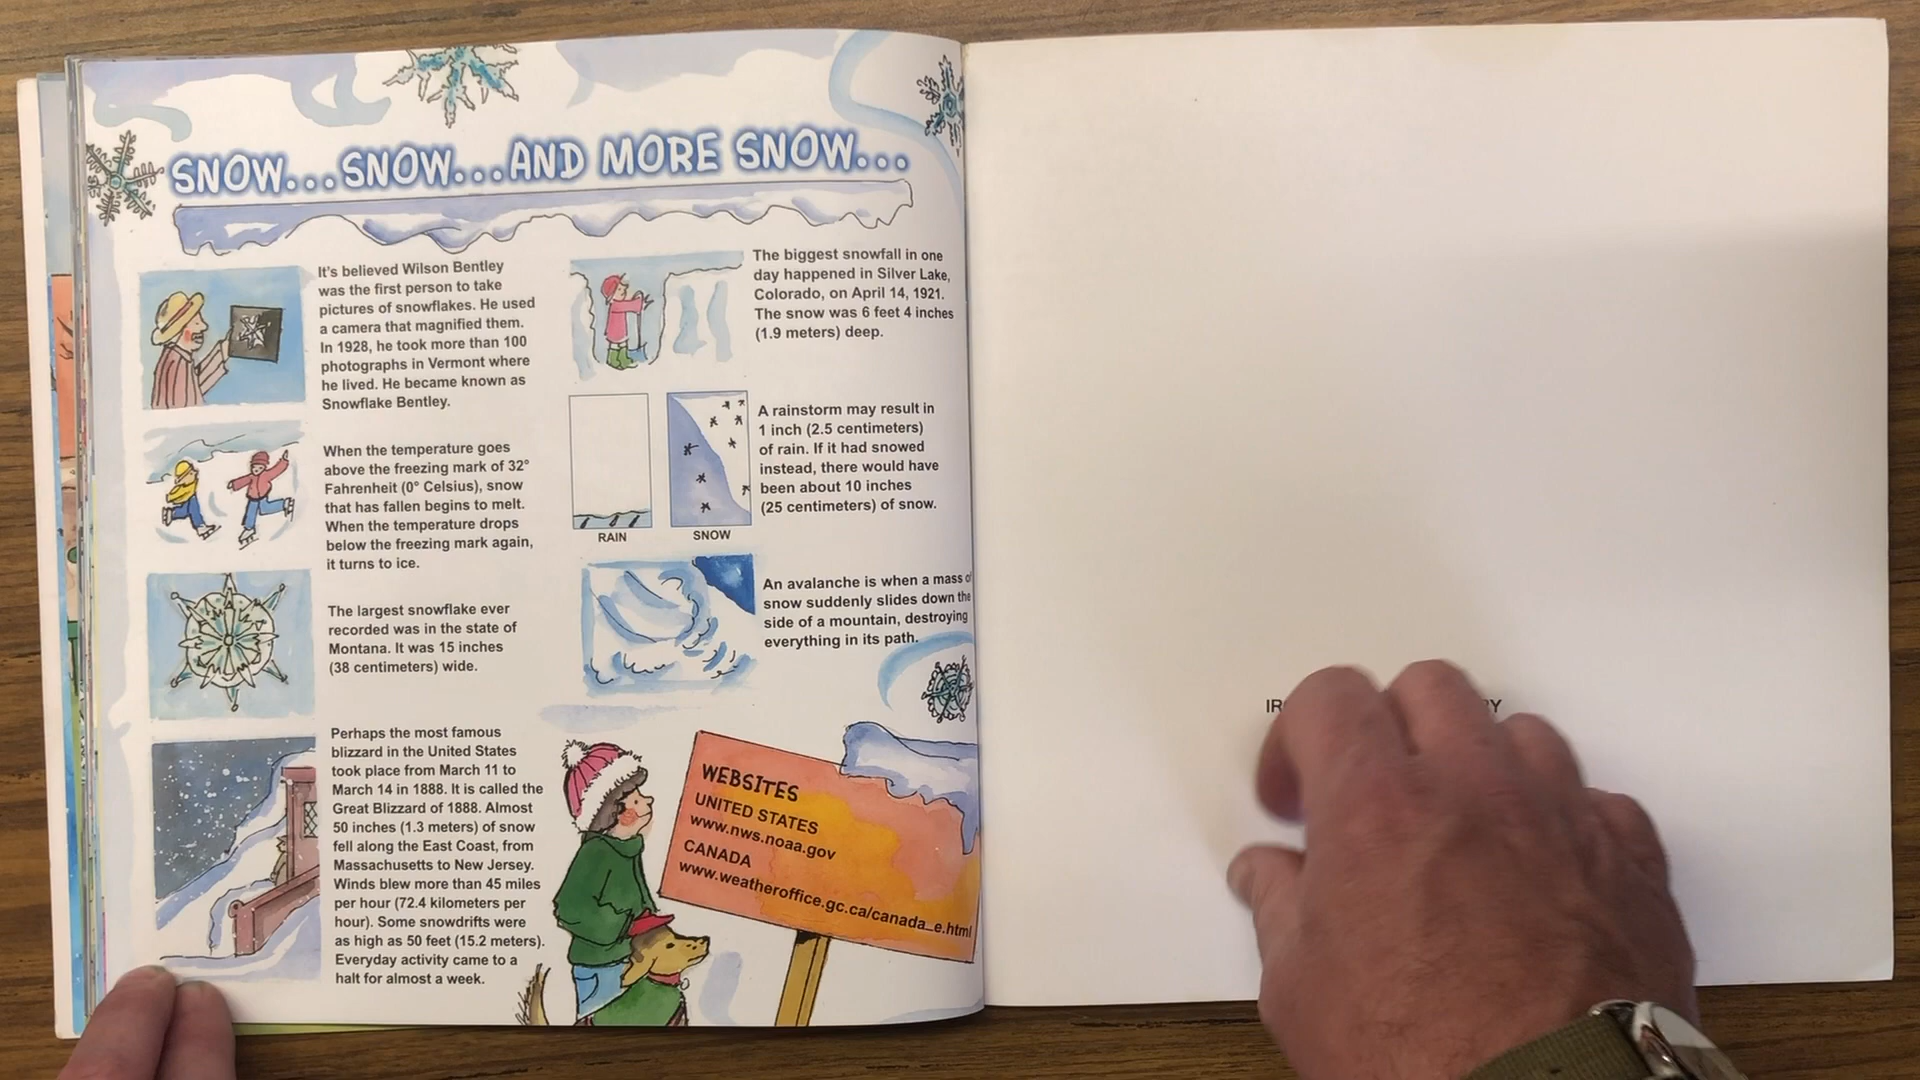 SNOW...SNOW...AND MORE SNOW...
It's believed Wilson Bentley
was the first person to take
pictures of snowflakes. He used
a camera that magnified them.
In 1928, he took more than 100
photographs in Vermont where
he lived. He became known as
Snowflake Bentley.
When the temperature goes
above the freezing mark of 32°
Fahrenheit (0° Celsius), snow
that has fallen begins to melt.
When the temperature drops
below the freezing mark again,
it turns to ice.
The largest snowflake ever
recorded was in the state of
Montana. It was 15 inches
(38 centimeters) wide.
Perhaps the most famous
blizzard in the United States
took place from March 11 to
March 14 in 1888. It is called the
Great Blizzard of 1888. Almost
50 inches (1.3 meters) of snow
fell along the East Coast, from
Massachusetts to New Jersey.
Winds blew more than 45 miles
per hour (72.4 kilometers per
hour). Some snowdrifts were
as high as 50 feet (15.2 meters).
Everyday activity came to a
halt for almost a week.
The biggest snowfall in one
day happened in Silver Lake,
Colorado, on April 14, 1921.
The snow was 6 feet 4 inches
(1.9 meters) deep.
A rainstorm may result in
1 inch (2.5 centimeters)
of rain. If it had snowed
instead, there would have
been about 10 inches
(25 centimeters) of snow.
RAIN
SNOW
An avalanche is when a mass of
snow suddenly slides down the
side of a mountain, destroying
everything in its path.
WEBSITES
UNITED STATES
www.nws.noaa.gov
CANADA
www.weatheroffice.gc.ca/canada_e.html